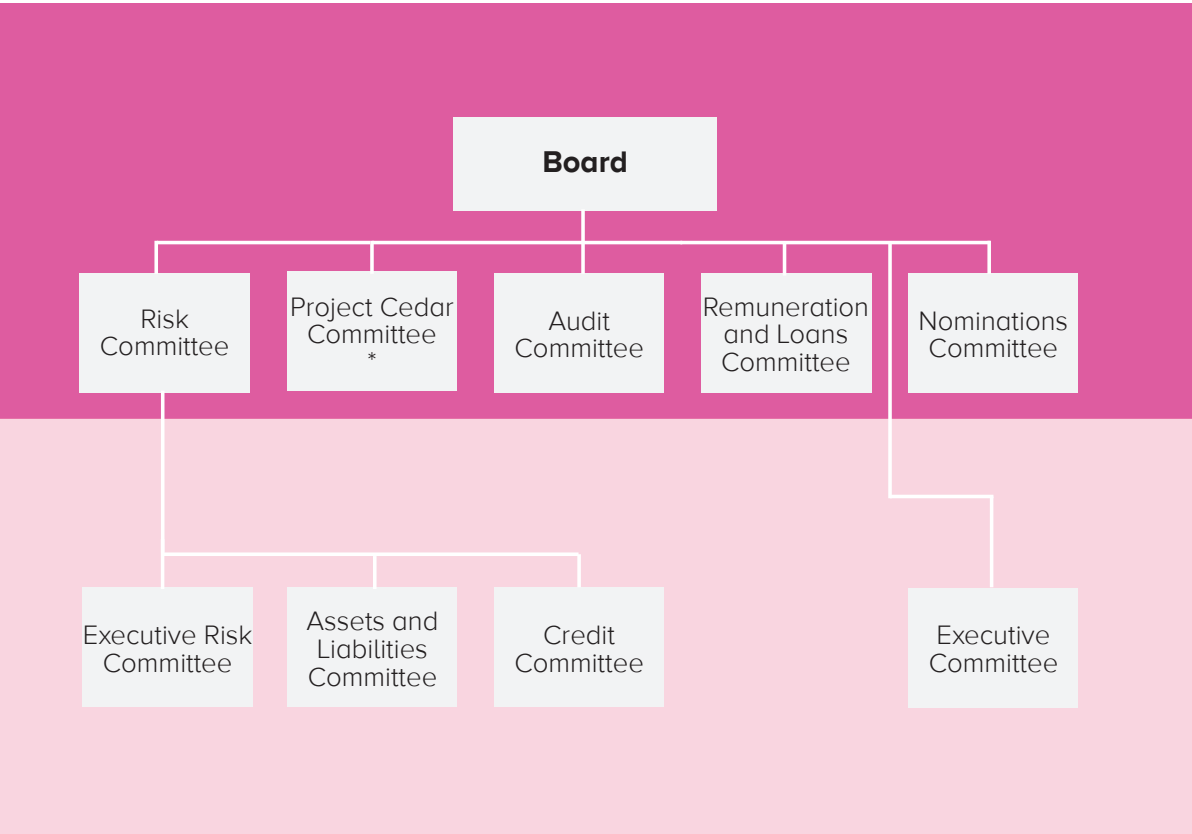 Board
Risk
Committee
Project Cedar
Committee
*
Audit
Committee
Remuneration
and Loans
Committee
Nominations
Committee
Executive Risk
Committee
Assets and
Liabilities
Committee
Credit
Committee
Executive
Committee